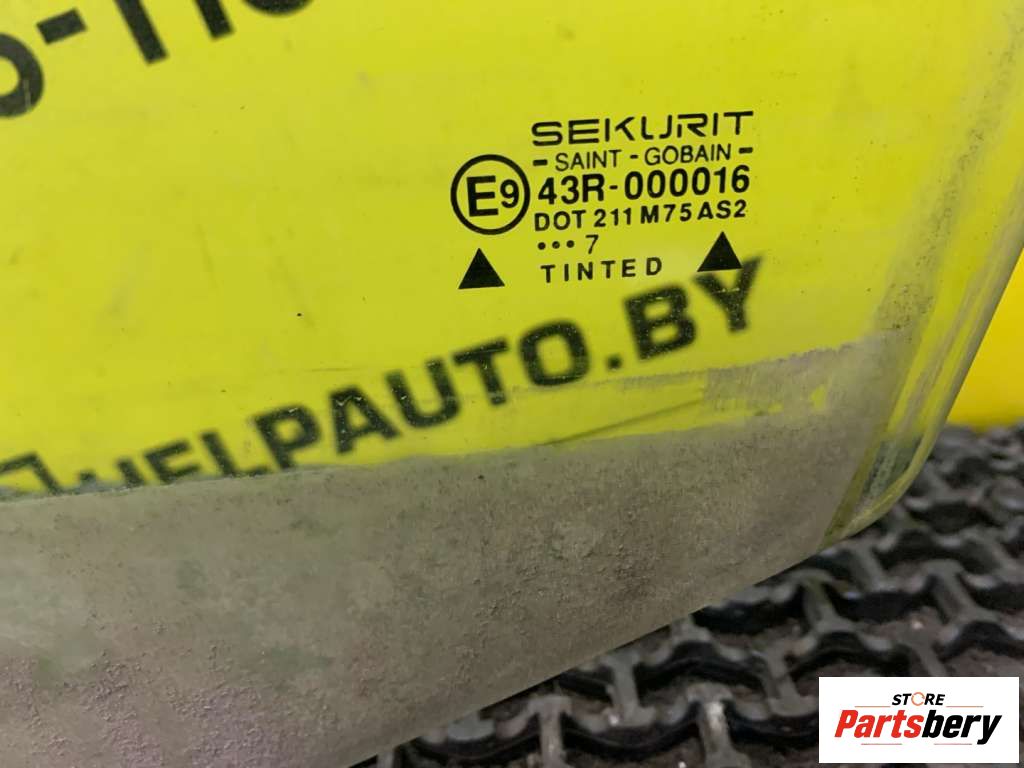 SEKURIT
- SAINT - GOBAIN -
E9 43R-000016
DOT 211 M75 AS2
••• 7
TINTED
HELPAUTO.BY
STORE
Partsbery